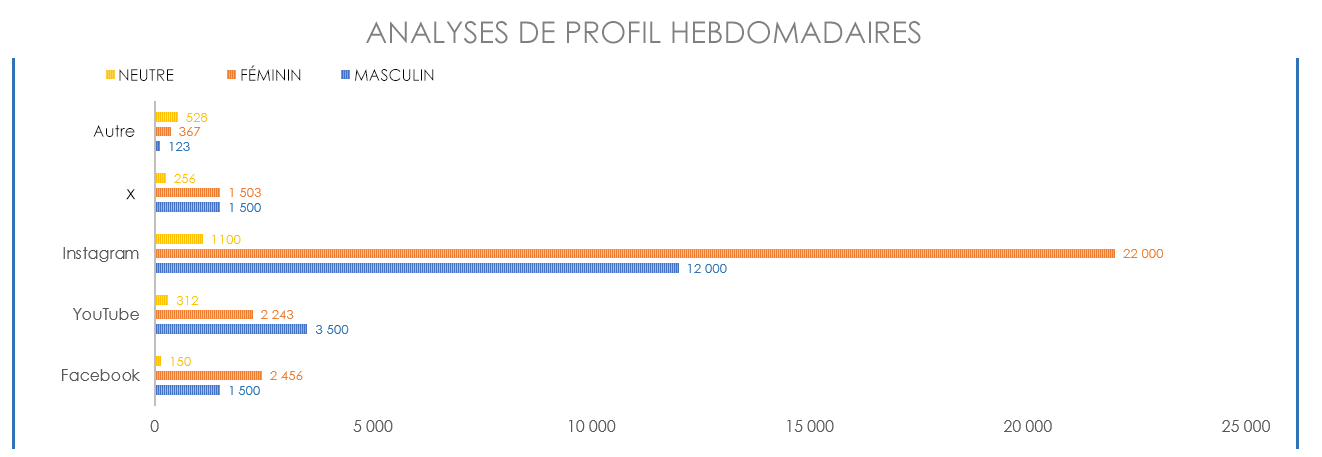 ANALYSES DE PROFIL HEBDOMADAIRES
NEUTRE FÉMININ MASCULIN
528
Autre 367
123
256
X 1 503
1 500
1100
Instagram 22 000
12 000
312
YouTube 2 243
3 500
150
Facebook 2 456
1 500
0 5 000 10 000 15 000 20 000 25 000